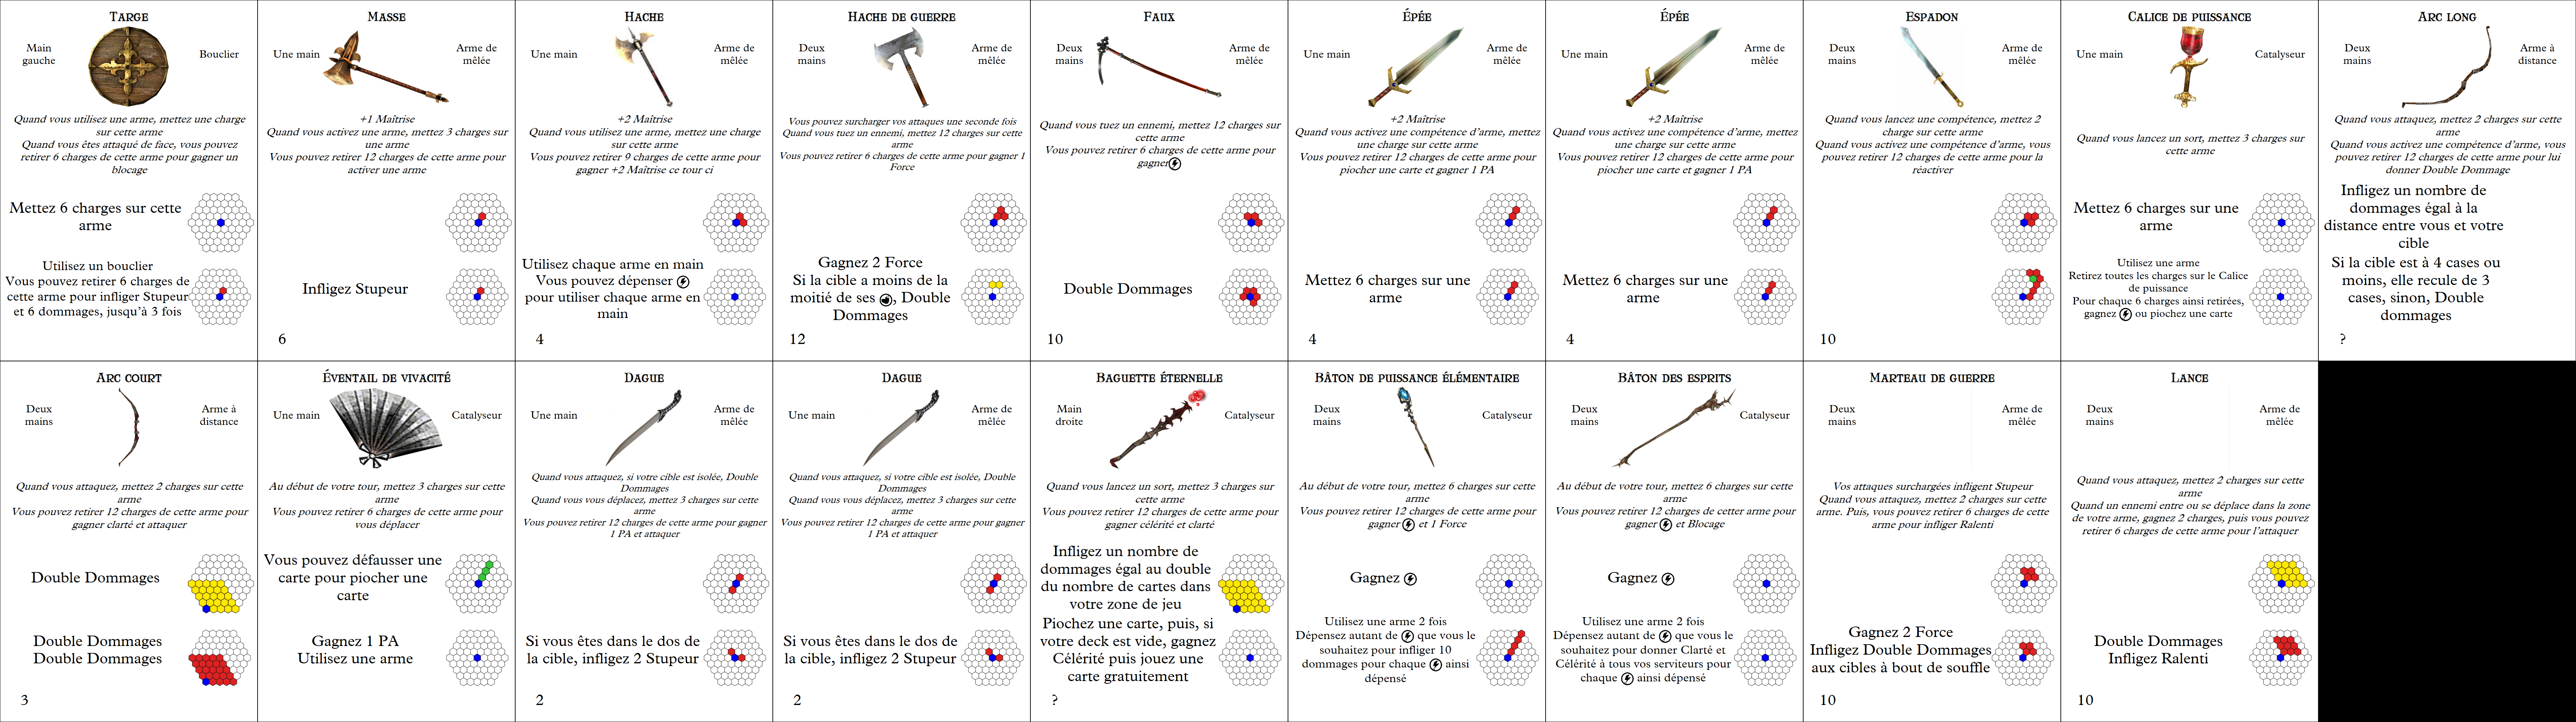 TARGE
Main
gauche
Bouclier
Quand vous utilisez une arme, mettez une charge
sur cette arme
Quand vous êtes attaqué de face, vous pouvez
retirer 6 charges de cette arme pour gagner un
blocage
Mettez 6 charges sur cette
arme
Utilisez un bouclier
Vous pouvez retirer 6 charges de
cette arme pour infliger Stupeur
et 6 dommages, jusqu'à 3 fois
MASSE
Une main
Arme de
mêlée
+1 Maîtrise
Quand vous activez une arme, mettez 3 charges sur
une arme
Vous pouvez retirer 12 charges de cette arme pour
activer une arme
Infligez Stupeur
6
HACHE
Une main
Arme de
mêlée
+2 Maîtrise
Quand vous utilisez une arme, mettez une charge
sur cette arme
Vous pouvez retirer 9 charges de cette arme pour
gagner +2 Maîtrise ce tour ci
Utilisez chaque arme en main
Vous pouvez dépenser
pour utiliser chaque arme en
main
4
HACHE DE GUERRE
Deux
mains
Arme de
mêlée
Vous pouvez surcharger vos attaques une seconde fois
Quand vous tuez un ennemi, mettez 12 charges sur cette
arme
Vous pouvez retirer 6 charges de cette arme pour gagner 1
Force
Gagnez 2 Force
Si la cible a moins de la
moitié de ses , Double
Dommages
12
FAUX
Deux
mains
Arme de
mêlée
Quand vous tuez un ennemi, mettez 12 charges sur
cette arme
Vous pouvez retirer 6 charges de cette arme pour
gagner
Double Dommages
10
ÉPÉE
Une main
Arme de
mêlée
+2 Maîtrise
Quand vous activez une compétence d'arme, mettez
une charge sur cette arme
Vous pouvez retirer 12 charges de cette arme pour
piocher une carte et gagner 1 PA
Mettez 6 charges sur une
arme
4
ÉPÉE
Une main
Arme de
mêlée
+2 Maîtrise
Quand vous activez une compétence d'arme, mettez
une charge sur cette arme
Vous pouvez retirer 12 charges de cette arme pour
piocher une carte et gagner 1 PA
Mettez 6 charges sur une
arme
4
ESPADON
Deux
mains
Arme de
mêlée
Quand vous lancez une compétence, mettez 2
charge sur cette arme
Quand vous activez une compétence d'arme, vous
pouvez retirer 12 charges de cette arme pour la
réactiver
10
CALICE DE PUISSANCE
Une main
Catalyseur
Quand vous lancez un sort, mettez 3 charges sur
cette arme
Mettez 6 charges sur une
arme
Utilisez une arme
Retirez toutes les charges sur le Calice
de puissance
Pour chaque 6 charges ainsi retirées,
gagnez ou piochez une carte
ARC LONG
Deux
mains
Arme à
distance
Quand vous attaquez, mettez 2 charges sur cette
arme
Quand vous activez une compétence d'arme, vous
pouvez retirer 12 charges de cette arme pour lui
donner Double Dommage
Infligez un nombre de
dommages égal à la
distance entre vous et votre
cible
Si la cible est à 4 cases ou
moins, elle recule de 3
cases, sinon, Double
dommages
?
ARC COURT
Deux
mains
Arme à
distance
Quand vous attaquez, mettez 2 charges sur cette
arme
Vous pouvez retirer 12 charges de cette arme pour
gagner clarté et attaquer
Double Dommages
Double Dommages
Double Dommages
3
ÉVENTAIL DE VIVACITÉ
Une main
Catalyseur
Au début de votre tour, mettez 3 charges sur cette
arme
Vous pouvez retirer 6 charges de cette arme pour
vous déplacer
Vous pouvez défausser une
carte pour piocher une
carte
Gagnez 1 PA
Utilisez une arme
DAGUE
Une main
Arme de
mêlée
Quand vous attaquez, si votre cible est isolée, Double
Dommages
Quand vous vous déplacez, mettez 3 charges sur cette
arme
Vous pouvez retirer 12 charges de cette arme pour gagner
1 PA et attaquer
Si vous êtes dans le dos de
la cible, infligez 2 Stupeur
2
DAGUE
Une main
Arme de
mêlée
Quand vous attaquez, si votre cible est isolée, Double
Dommages
Quand vous vous déplacez, mettez 3 charges sur cette
arme
Vous pouvez retirer 12 charges de cette arme pour gagner
1 PA et attaquer
Si vous êtes dans le dos de
la cible, infligez 2 Stupeur
2
BAGUETTE ÉTERNELLE
Main
droite
Catalyseur
Quand vous lancez un sort, mettez 3 charges sur
cette arme
Vous pouvez retirer 12 charges de cette arme pour
gagner célérité et clarté
Infligez un nombre de
dommages égal au double
du nombre de cartes dans
votre zone de jeu
Piochez une carte, puis, si
votre deck est vide, gagnez
Célérité puis jouez une
carte gratuitement
?
BÂTON DE PUISSANCE ÉLÉMENTAIRE
Deux
mains
Catalyseur
Au début de votre tour, mettez 6 charges sur cette
arme
Vous pouvez retirer 12 charges de cette arme pour
gagner et 1 Force
Gagnez
Utilisez une arme 2 fois
Dépensez autant de que vous le
souhaitez pour infliger 10
dommages pour chaque ainsi
dépensé
BÂTON DES ESPRITS
Deux
mains
Catalyseur
Au début de votre tour, mettez 6 charges sur cette
arme
Vous pouvez retirer 12 charges de cetter arme pour
gagner et Blocage
Gagnez
Utilisez une arme 2 fois
Dépensez autant de que vous le
souhaitez pour donner Clarté et
Célérité à tous vos serviteurs pour
chaque ainsi dépensé
MARTEAU DE GUERRE
Deux
mains
Arme de
mêlée
Vos attaques surchargées infligent Stupeur
Quand vous attaquez, mettez 2 charges sur cette
arme. Puis, vous pouvez retirer 6 charges de cette
arme pour infliger Ralenti
Gagnez 2 Force
Infligez Double Dommages
aux cibles à bout de souffle
10
LANCE
Deux
mains
Arme de
mêlée
Quand vous attaquez, mettez 2 charges sur cette
arme
Quand un ennemi entre ou se déplace dans la zone
de votre arme, gagnez 2 charges, puis vous pouvez
retirer 6 charges de cette arme pour l'attaquer
Double Dommages
Infligez Ralenti
10